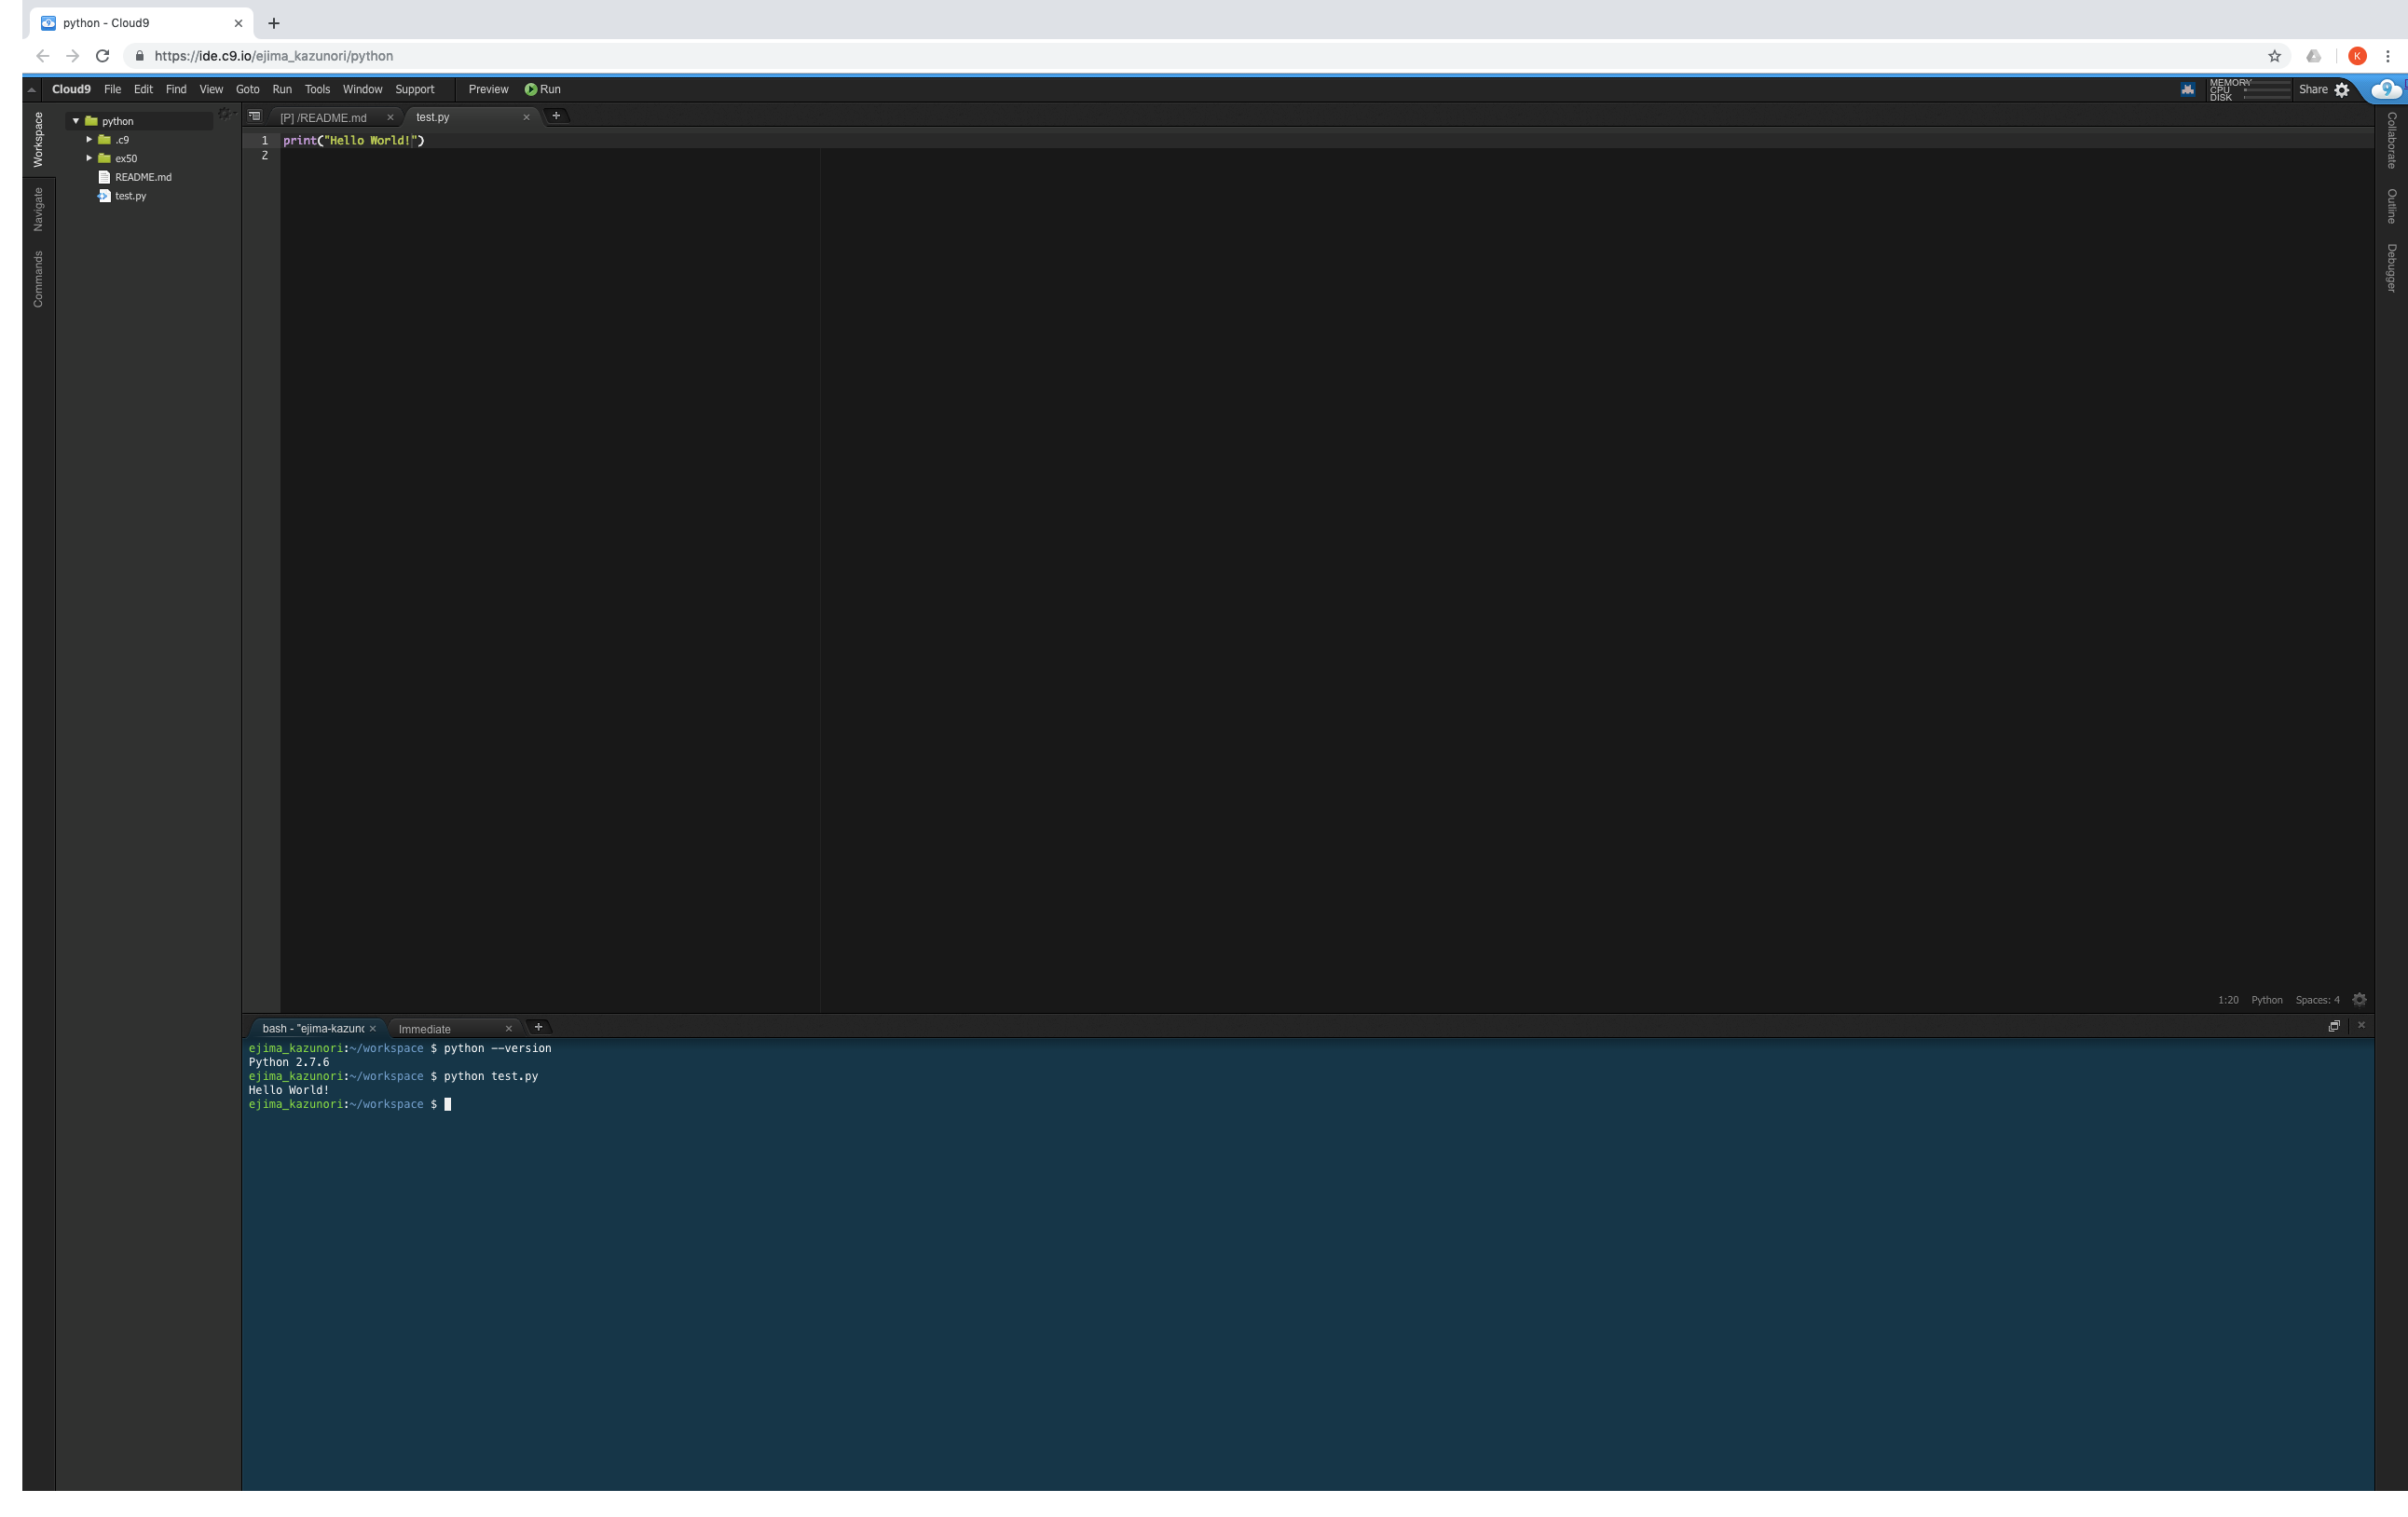 python - Cloud9
https://ide.c9.io/ejima_kazunori/python
K
Cloud9 File Edit Find View Goto Run Tools Window Support Preview Run
MEMORY
CPU
DISK
Share
9
Workspace
Navigate
Commands
python
.c9
ex50
README.md
test.py
[P] /README.md
test.py
1 print("Hello World!")
2
Collaborate
Outline
Debugger
1:20 Python Spaces: 4
bash - "ejima-kazuno
Immediate
ejima_kazunori:~/workspace $ python --version
Python 2.7.6
ejima_kazunori:~/workspace $ python test.py
Hello World!
ejima_kazunori:~/workspace $